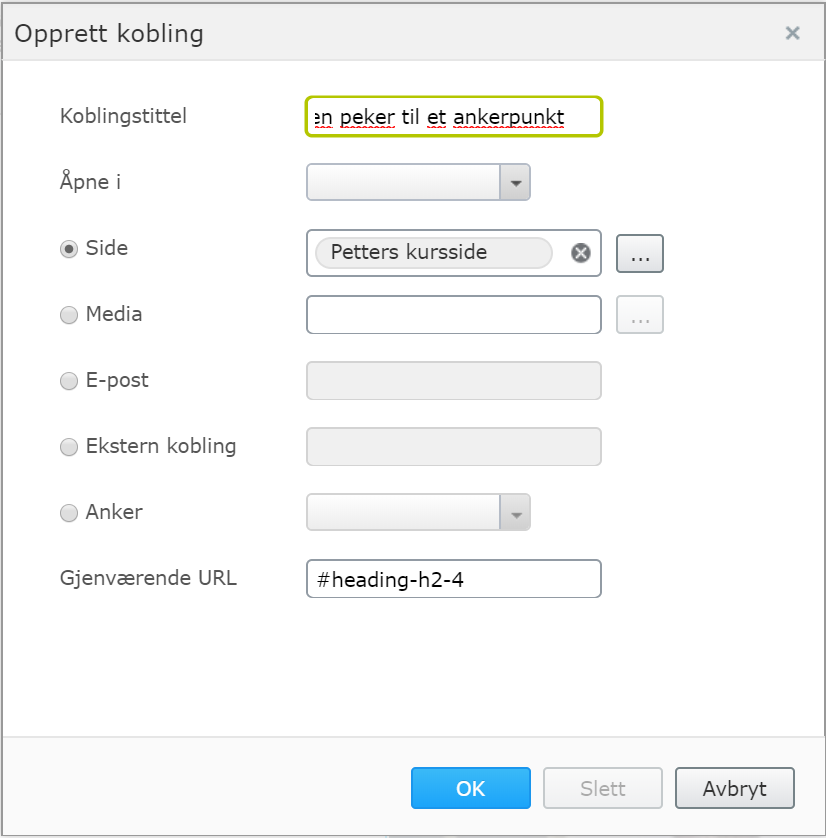 Opprett kobling
Koblingstittel
en peker til et ankerpunkt
Åpne i
Side
Petters kursside
...
Media
...
E-post
Ekstern kobling
Anker
Gjenværende URL
#heading-h2-4
OK
Slett
Avbryt